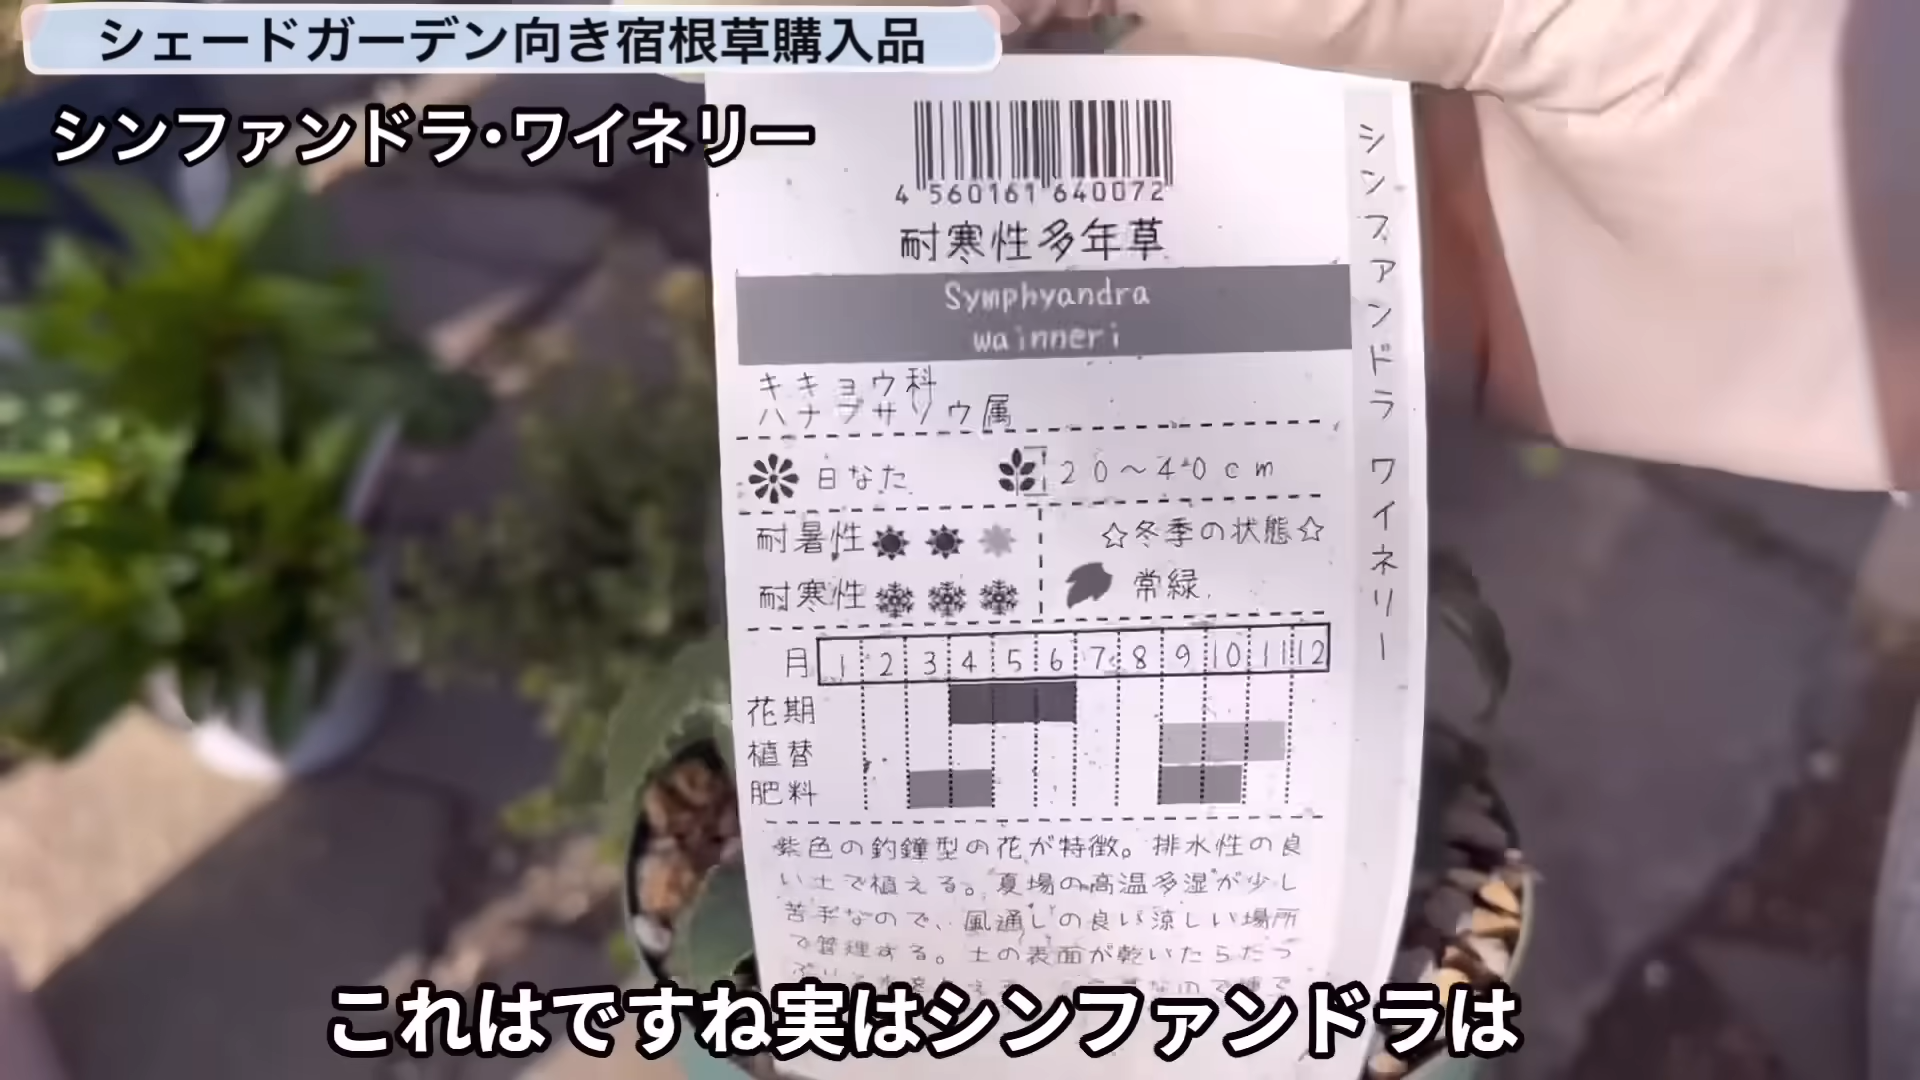 シェードガーデン向き宿根草購入品
シンファンドラ・ワイネリー
4 560161 640072
耐寒性多年草
Symphyandra
wainneri
キキョウ科
ハナブサソウ属
日なた 20～40cm
耐暑性
☆冬季の状態☆
耐寒性
常緑
月 1 2 3 4 5 6 7 8 9 10 11 12
花期
植替
肥料
紫色の釣鐘型の花が特徴。排水性の良
い土で植える。夏場の高温多湿が少し
苦手なので、風通しの良い涼しい場所
で管理する。土の表面が乾いたらたっ
シンファンドラ ワイネリー
これはですね実はシンファンドラは